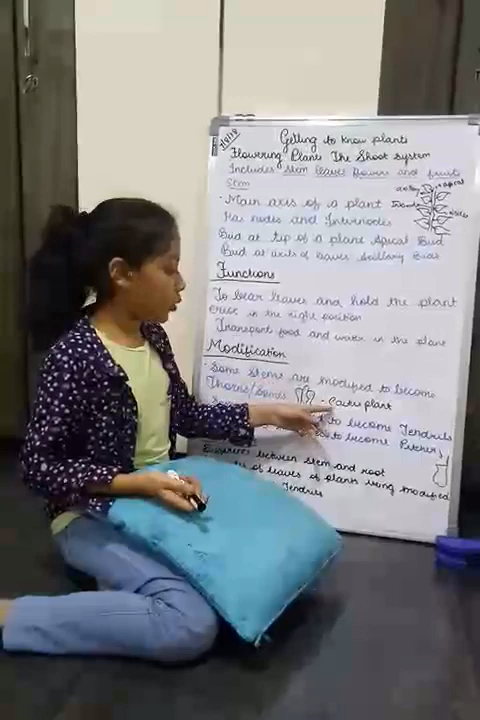 Getting to know plants
Flowering Plants The Shoot System
Includes stem leaves flowers and fruits
Stem
• Main axis of a plant
Has nodes and Internodes
Bud at tip of a plant Apical Bud
Bud at axils of leaves Axillary Buds
Functions
To bear leaves and hold the plant
erect in the right position
Transport food and water in the plant
Modification
• Some stems are modified to become
Thorns/Spines - Cactus plant
to become Tendrils
to become Pitcher
between stem and root
of leaves of plants using modified
Tendrils